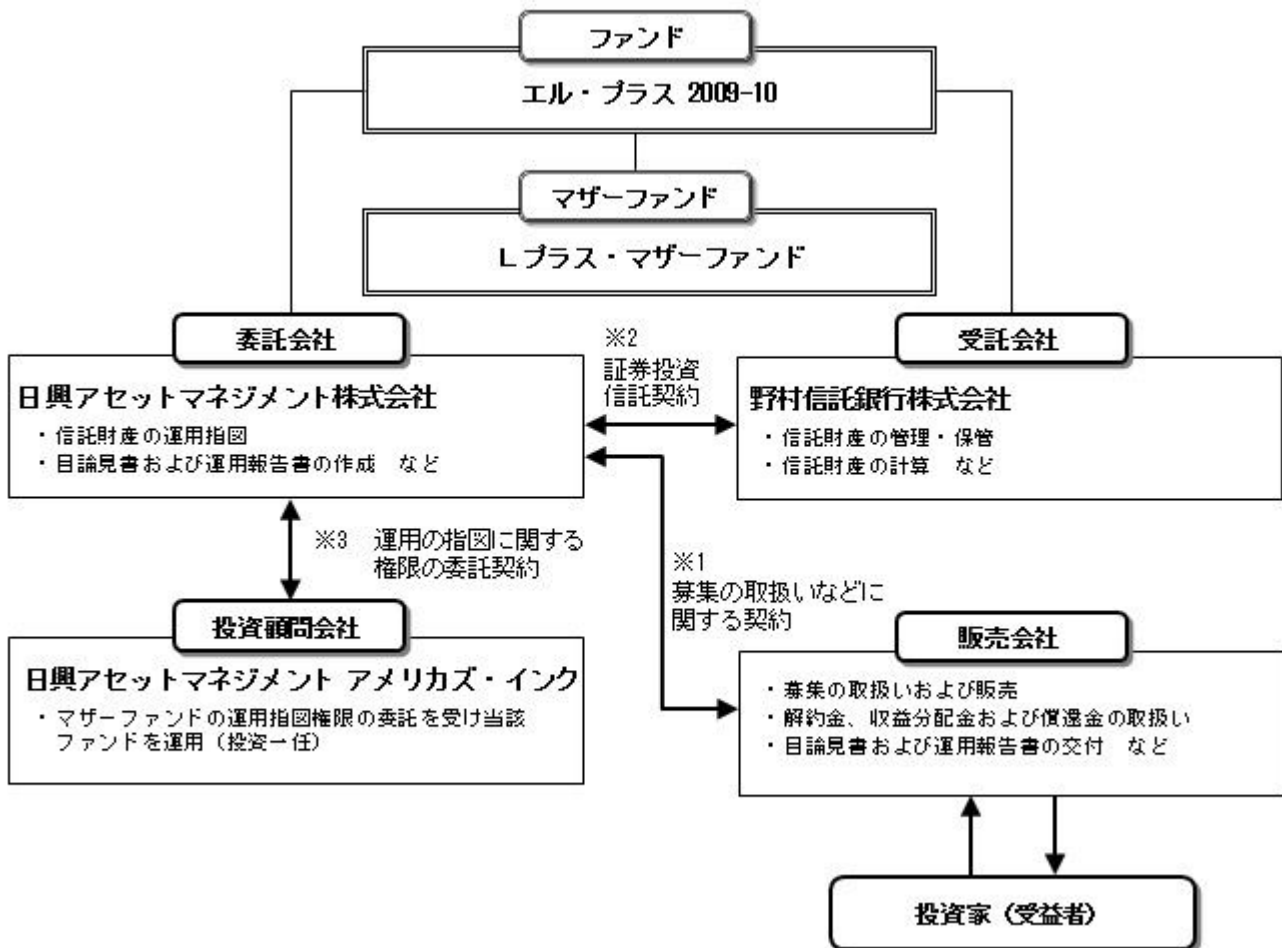 ファンド
エル・プラス 2009-10
マザーファンド
Lプラス・マザーファンド
委託会社
日興アセットマネジメント株式会社
・信託財産の運用指図
・目論見書および運用報告書の作成　など
※2
証券投資
信託契約
受託会社
野村信託銀行株式会社
・信託財産の管理・保管
・信託財産の計算　など
※3　運用の指図に関する
権限の委託契約
※1
募集の取扱いなどに
関する契約
投資顧問会社
日興アセットマネジメント アメリカズ・インク
・マザーファンドの運用指図権限の委託を受け当該
ファンドを運用（投資一任）
販売会社
・募集の取扱いおよび販売
・解約金、収益分配金および償還金の取扱い
・目論見書および運用報告書の交付　など
投資家（受益者）